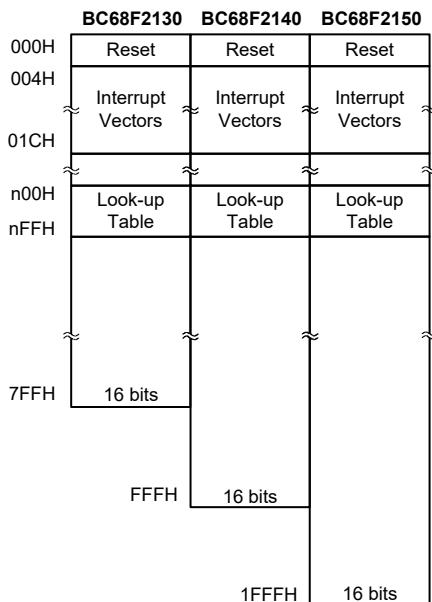 BC68F2130 BC68F2140 BC68F2150
000H Reset Reset Reset
004H
Interrupt Interrupt Interrupt
Vectors Vectors Vectors
01CH
n00H
Look-up Look-up Look-up
Table Table Table
nFFH
7FFH 16 bits
FFFH 16 bits
1FFFH 16 bits